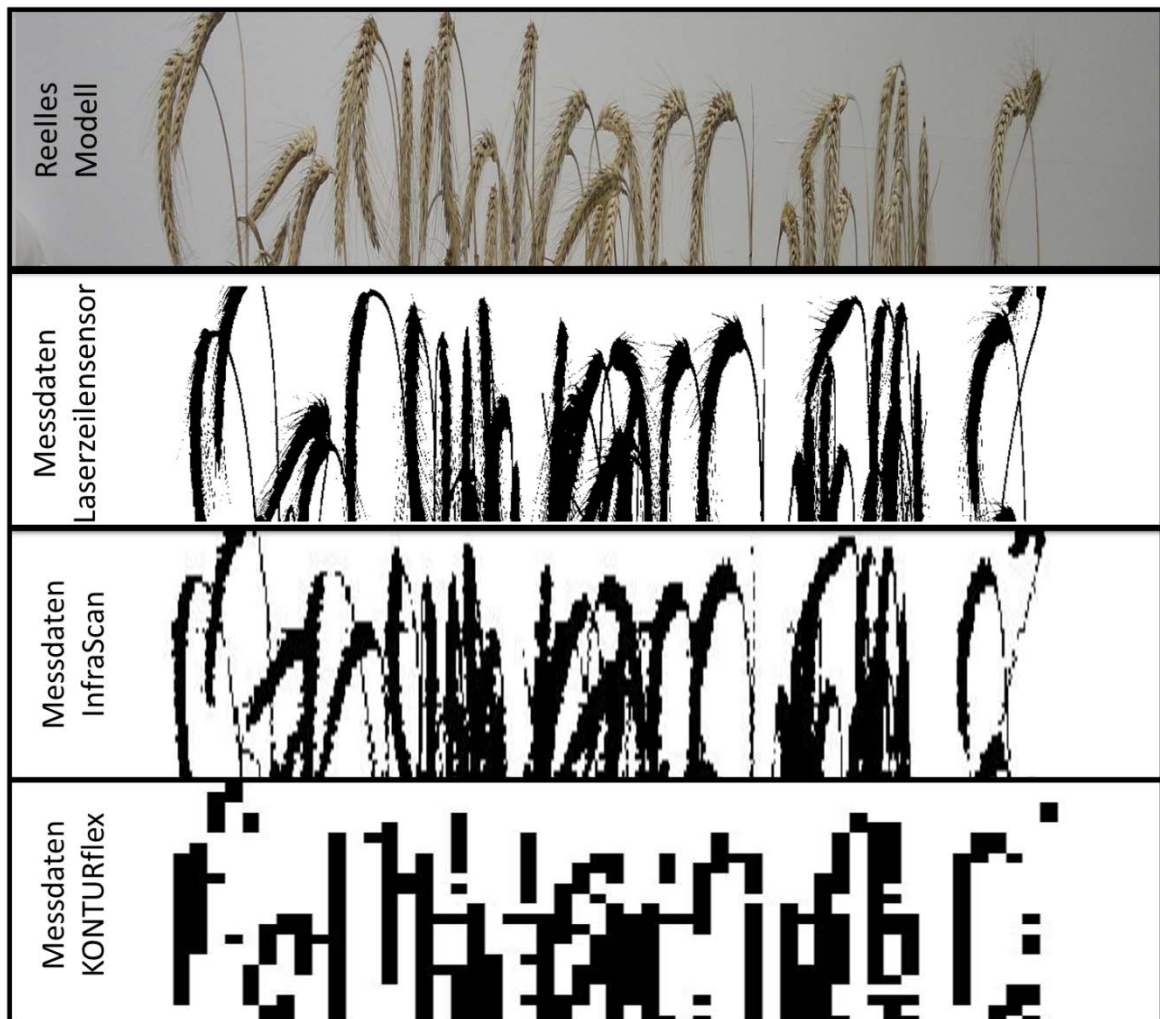 Reelles
Modell
Messdaten
Laserzeilensensor
Messdaten
InfraScan
Messdaten
KONTURflex